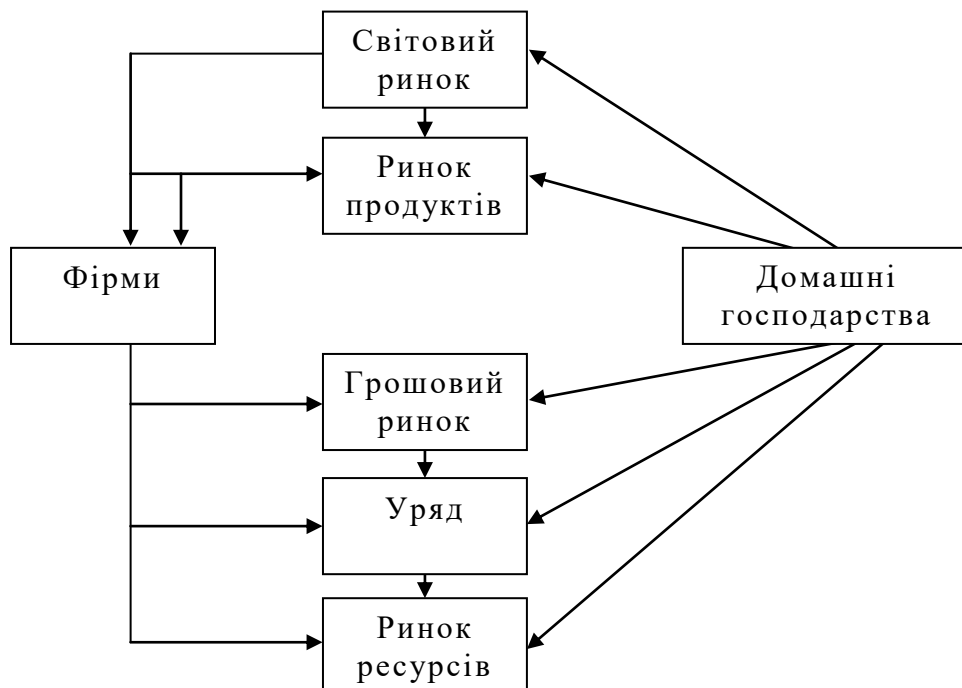 Світовий
ринок
Ринок
продуктів
Фірми
Домашні
господарства
Грошовий
ринок
Уряд
Ринок
ресурсів